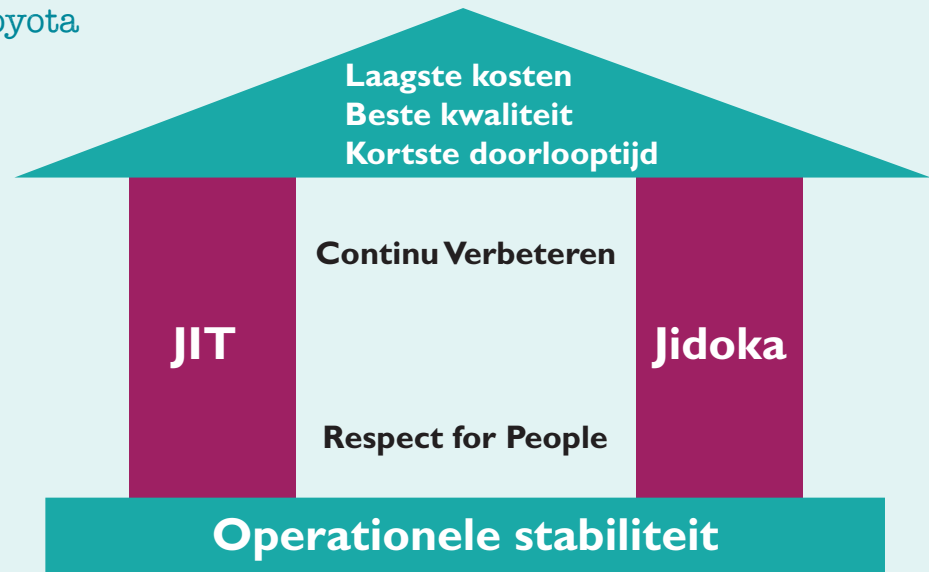 oyota
Laagste kosten
Beste kwaliteit
Kortste doorlooptijd
Continu Verbeteren
JIT
Jidoka
Respect for People
Operationele stabiliteit